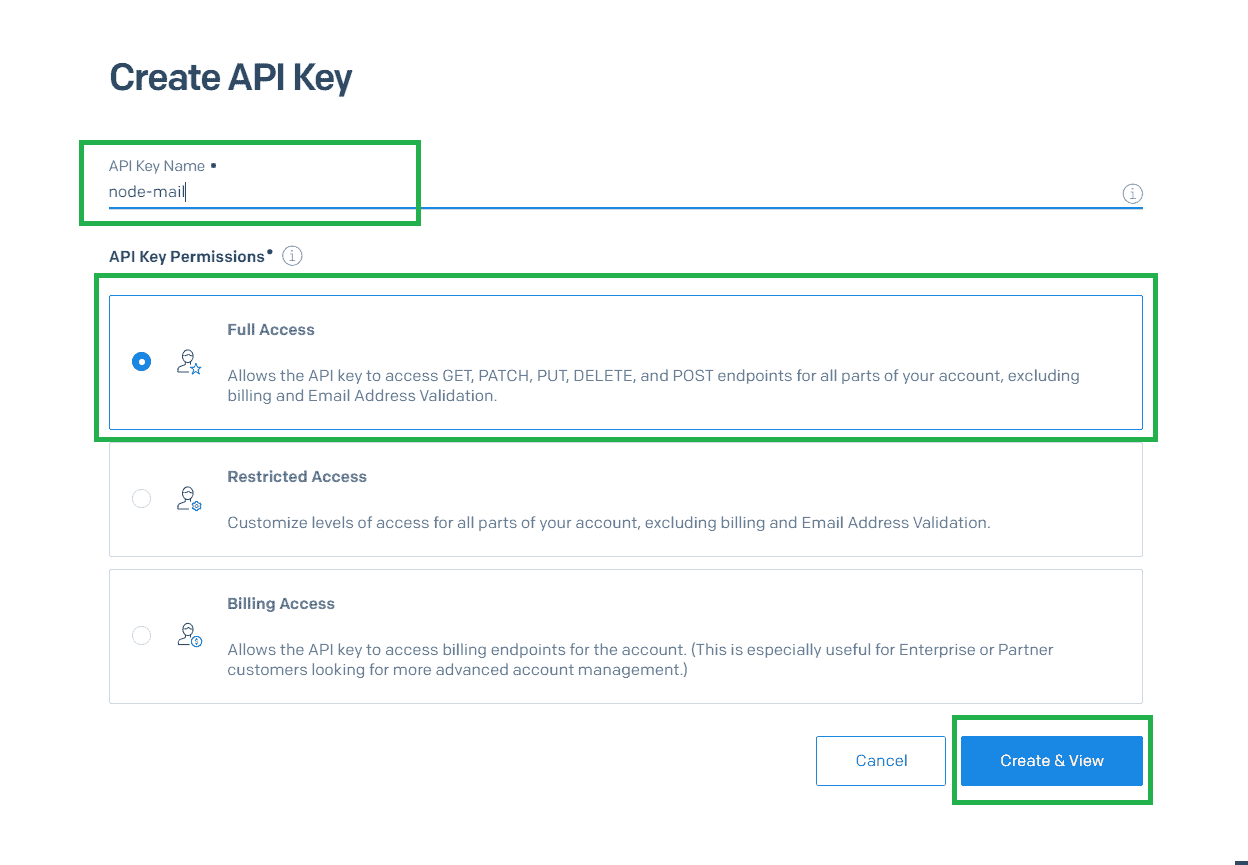 Create API Key
API Key Name •
node-mail
API Key Permissions•
Full Access
Allows the API key to access GET, PATCH, PUT, DELETE, and POST endpoints for all parts of your account, excluding
billing and Email Address Validation.
Restricted Access
Customize levels of access for all parts of your account, excluding billing and Email Address Validation.
Billing Access
Allows the API key to access billing endpoints for the account. (This is especially useful for Enterprise or Partner
customers looking for more advanced account management.)
Cancel
Create & View